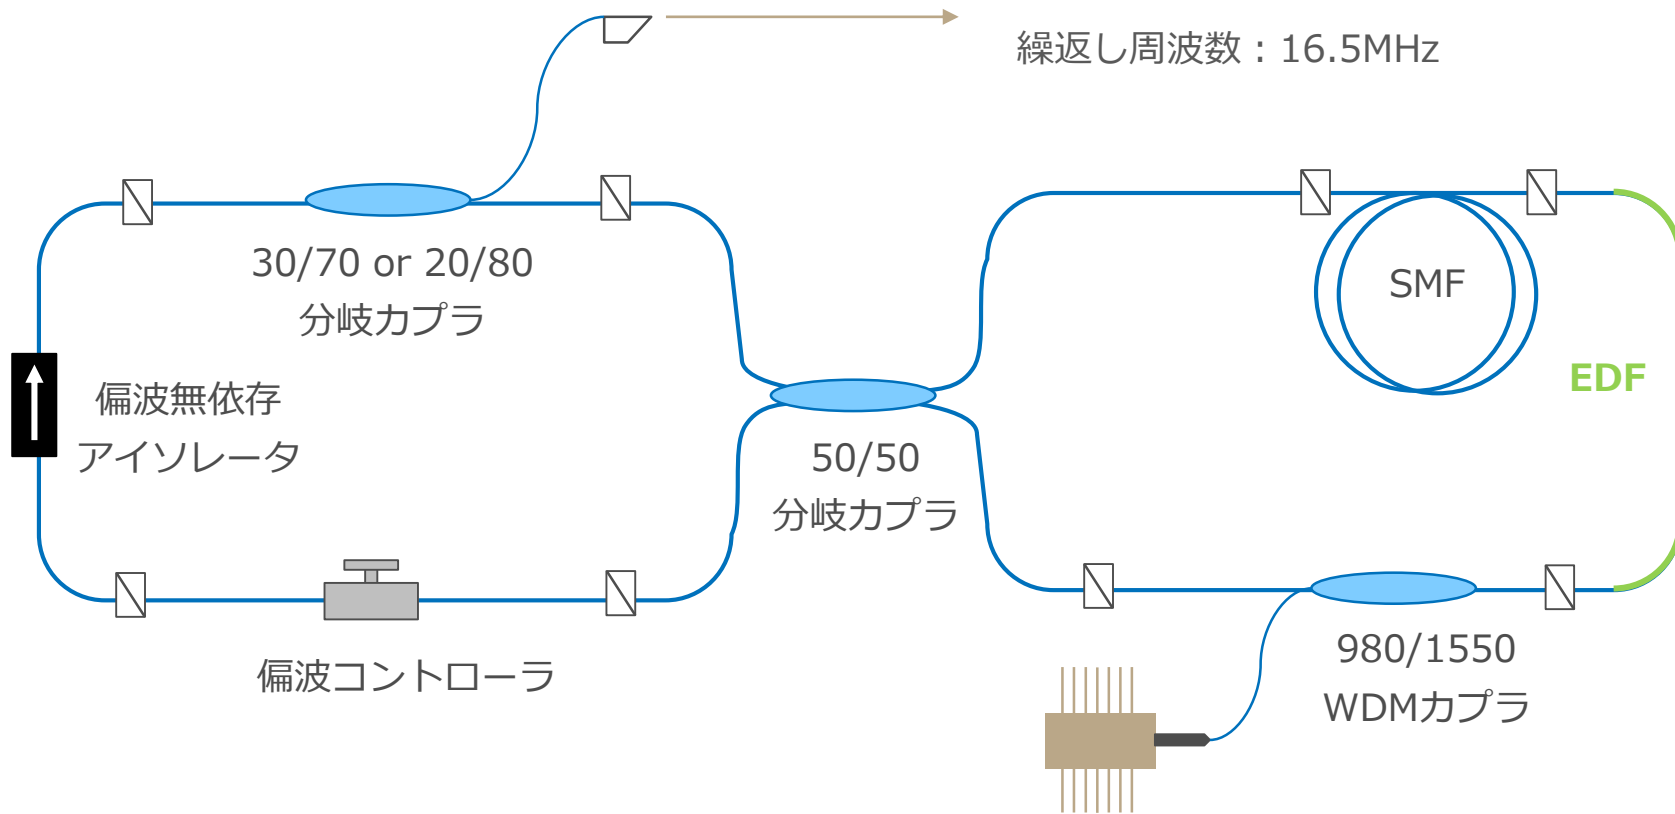 繰返し周波数：16.5MHz
30/70 or 20/80
分岐カプラ
SMF
EDF
偏波無依存
アイソレータ
50/50
分岐カプラ
偏波コントローラ
980/1550
WDMカプラ